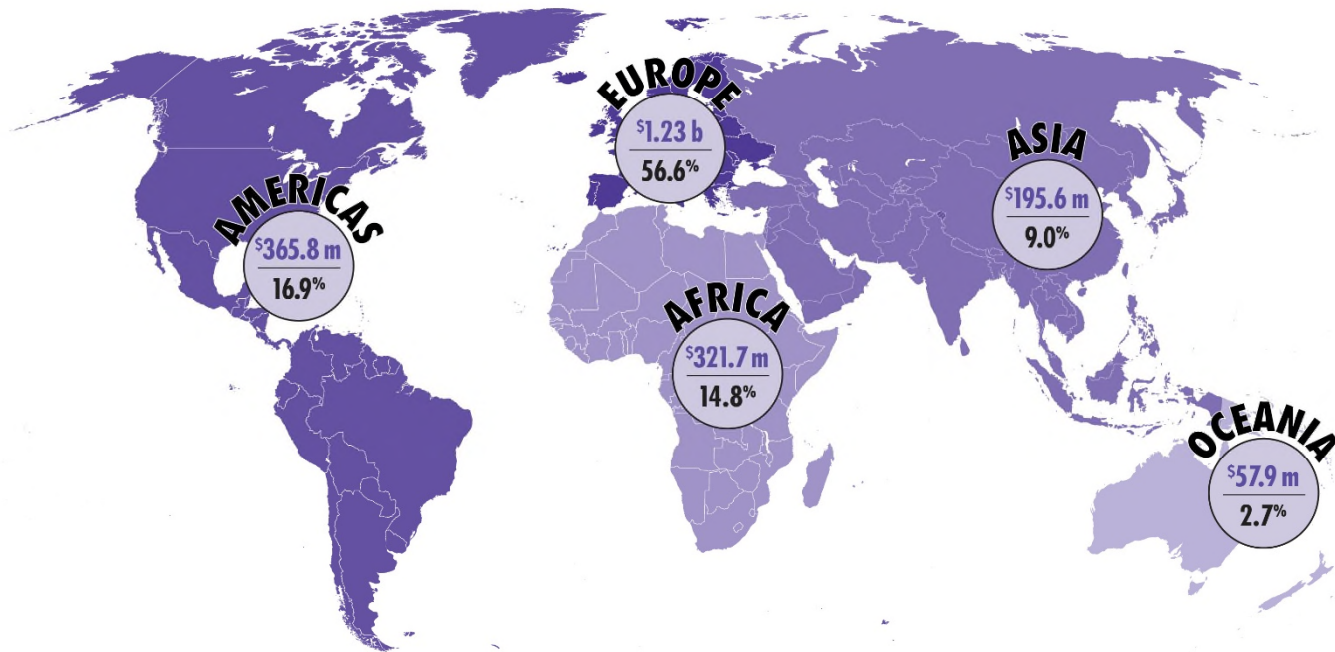 EUROPE
$1.23 b
56.6%
ASIA
$195.6 m
9.0%
AMERICAS
$365.8 m
16.9%
AFRICA
$321.7 m
14.8%
OCEANIA
$57.9 m
2.7%